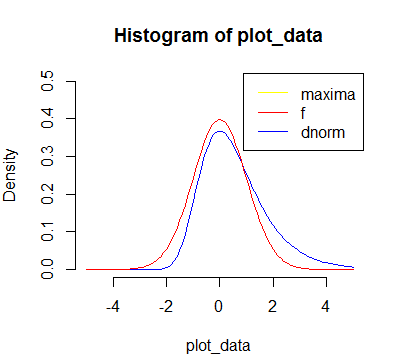 Histogram of plot_data
maxima
f
dnorm
Density
0.5
0.4
0.3
0.2
0.1
0.0
-4 -2 0 2 4
plot_data